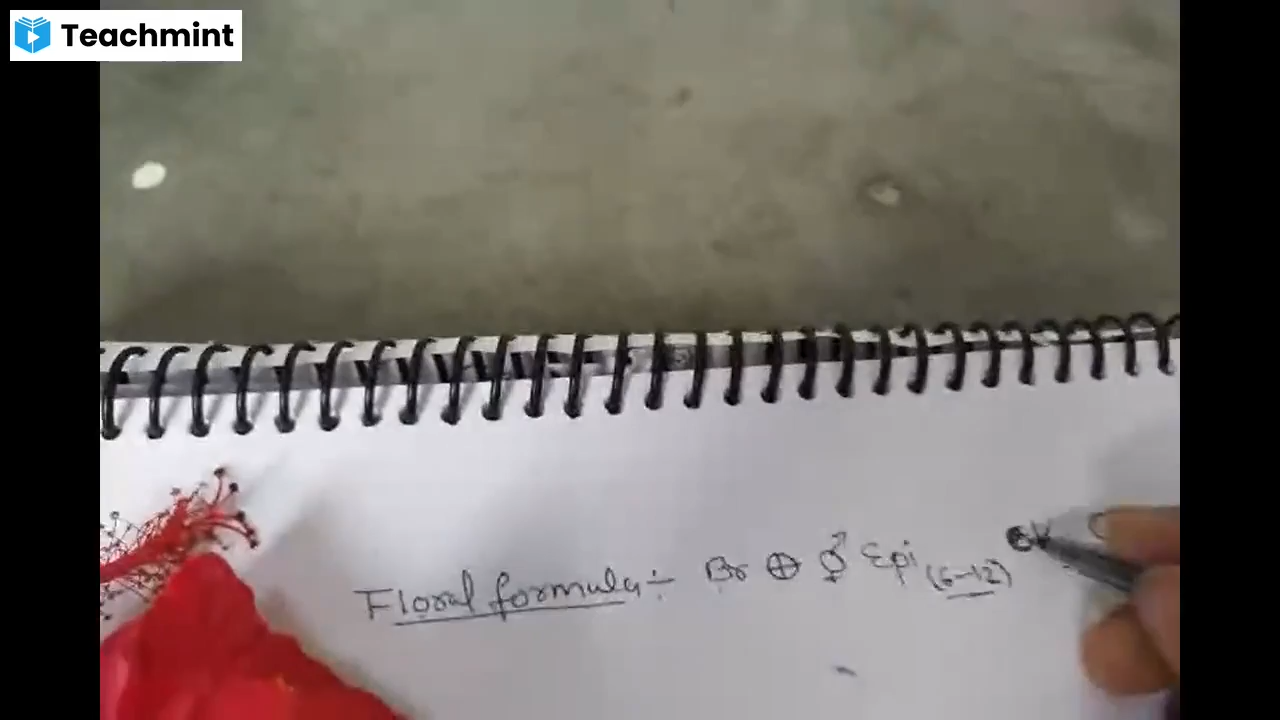 Teachmint
Floral formula÷ Br ⊕ ⚥ Epi (6-12)